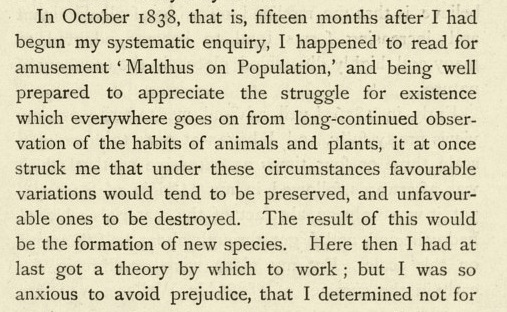 In October 1838, that is, fifteen months after I had
begun my systematic enquiry, I happened to read for
amusement ‘Malthus on Population,’ and being well
prepared to appreciate the struggle for existence
which everywhere goes on from long-continued obser-
vation of the habits of animals and plants, it at once
struck me that under these circumstances favourable
variations would tend to be preserved, and unfavour-
able ones to be destroyed. The result of this would
be the formation of new species. Here then I had at
last got a theory by which to work; but I was so
anxious to avoid prejudice, that I determined not for